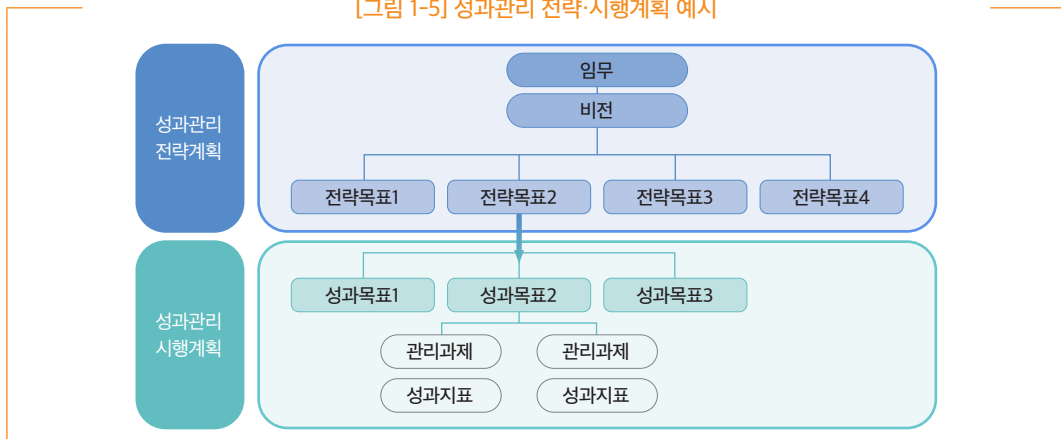 [그림 1-5] 성과관리 전략·시행계획 예시
성과관리
전략계획
임무
비전
전략목표1
전략목표2
전략목표3
전략목표4
성과관리
시행계획
성과목표1
성과목표2
성과목표3
관리과제
관리과제
성과지표
성과지표